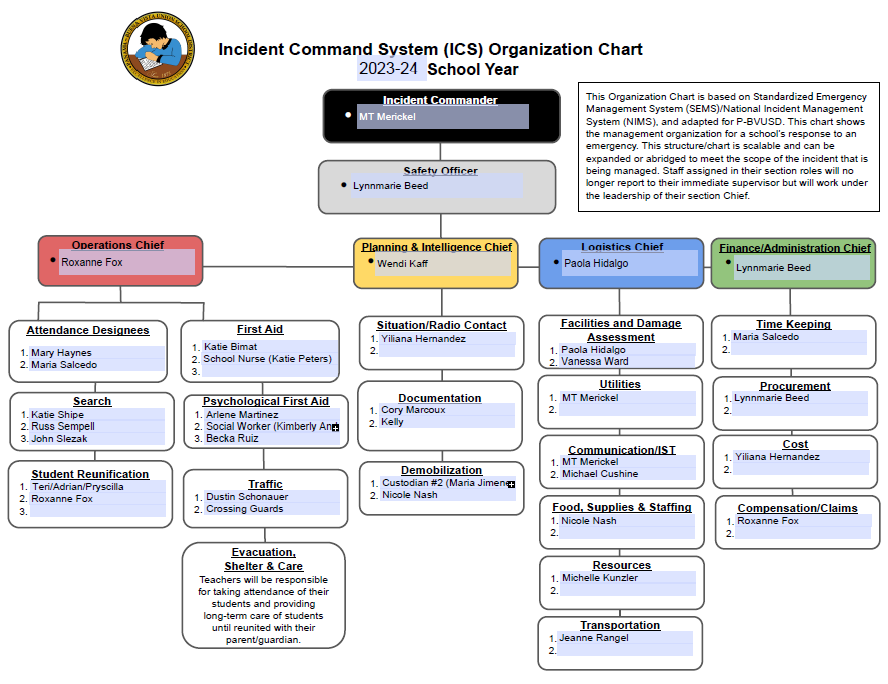 Incident Command System (ICS) Organization Chart
2023-24 School Year
This Organization Chart is based on Standardized Emergency
Management System (SEMS)/National Incident Management
System (NIMS), and adapted for P-BVUSD. This chart shows
the management organization for a school's response to an
emergency. This structure/chart is scalable and can be
expanded or abridged to meet the scope of the incident that is
being managed. Staff assigned in their section roles will no
longer report to their immediate supervisor but will work under
the leadership of their section Chief.
Incident Commander
• MT Merickel
Safety Officer
• Lynnmarie Beed
Operations Chief
• Roxanne Fox
Attendance Designees
1. Mary Haynes
2. Maria Salcedo
Search
1. Katie Shipe
2. Russ Sempell
3. John Slezak
Student Reunification
1. Teri/Adrian/Pryscilla
2. Roxanne Fox
3.
First Aid
1. Katie Bimat
2. School Nurse (Katie Peters)
3.
Psychological First Aid
1. Arlene Martinez
2. Social Worker (Kimberly An
3. Becka Ruiz
Traffic
1. Dustin Schonauer
2. Crossing Guards
Evacuation,
Shelter & Care
Teachers will be responsible
for taking attendance of their
students and providing
long-term care of students
until reunited with their
parent/guardian.
Planning & Intelligence Chief
• Wendi Kaff
Situation/Radio Contact
1. Yiliana Hernandez
2.
Documentation
1. Cory Marcoux
2. Kelly
Demobilization
1. Custodian #2 (Maria Jimene
2. Nicole Nash
Logistics Chief
• Paola Hidalgo
Facilities and Damage
Assessment
1. Paola Hidalgo
2. Vanessa Ward
Utilities
1. MT Merickel
2.
Communication/IST
1. MT Merickel
2. Michael Cushine
Food, Supplies & Staffing
1. Nicole Nash
2.
Resources
1. Michelle Kunzler
2.
Transportation
1. Jeanne Rangel
2.
Finance/Administration Chief
• Lynnmarie Beed
Time Keeping
1. Maria Salcedo
2.
Procurement
1. Lynnmarie Beed
2.
Cost
1. Yiliana Hernandez
2.
Compensation/Claims
1. Roxanne Fox
2.